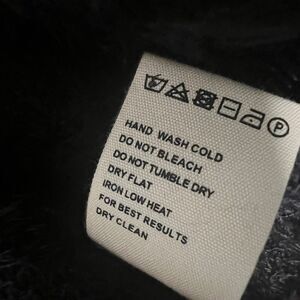 HAND WASH COLD
DO NOT BLEACH
DO NOT TUMBLE DRY
DRY FLAT
IRON LOW HEAT
FOR BEST RESULTS
DRY CLEAN